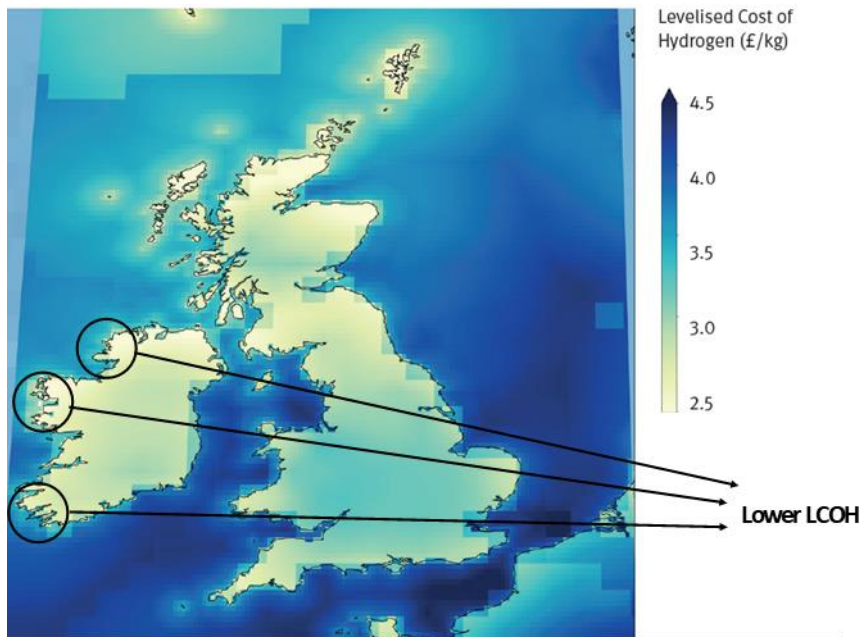 Levelised Cost of
Hydrogen (£/kg)
4.5
4.0
3.5
3.0
2.5
Lower LCOH